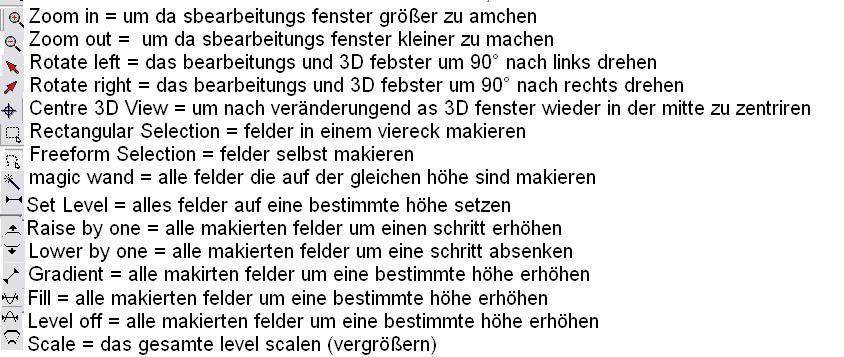 Zoom in = um da sbearbeitungs fenster größer zu amchen
Zoom out =  um da sbearbeitungs fenster kleiner zu machen
Rotate left = das bearbeitungs und 3D febster um 90° nach links drehen
Rotate right = das bearbeitungs und 3D febster um 90° nach rechts drehen
Centre 3D View = um nach veränderungend as 3D fenster wieder in der mitte zu zentriren
Rectangular Selection = felder in einem viereck makieren
Freeform Selection = felder selbst makieren
magic wand = alle felder die auf der gleichen höhe sind makieren
Set Level = alles felder auf eine bestimmte höhe setzen
Raise by one = alle makierten felder um einen schritt erhöhen
Lower by one = alle makierten felder um eine schritt absenken
Gradient = alle makirten felder um eine bestimmte höhe erhöhen
Fill = alle makierten felder um eine bestimmte höhe erhöhen
Level off = alle makierten felder um eine bestimmte höhe erhöhen
Scale = das gesamte level scalen (vergrößern)